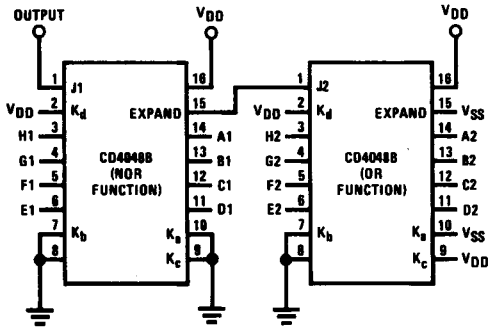 OUTPUT VDD VDD
1 J1 16 1 J2 16
VDD 2 Kd EXPAND 15 VDD 2 Kd EXPAND 15 VSS
H1 3 14 A1 H2 3 14 A2
G1 4 CD4048B 13 B1 G2 4 CD4048B 13 B2
(NOR (OR
F1 5 FUNCTION) 12 C1 F2 5 FUNCTION) 12 C2
E1 6 11 D1 E2 6 11 D2
7 Kb Ka 10 7 Kb Ka 10 VSS
8 Kc 9 8 Kc 9 VDD